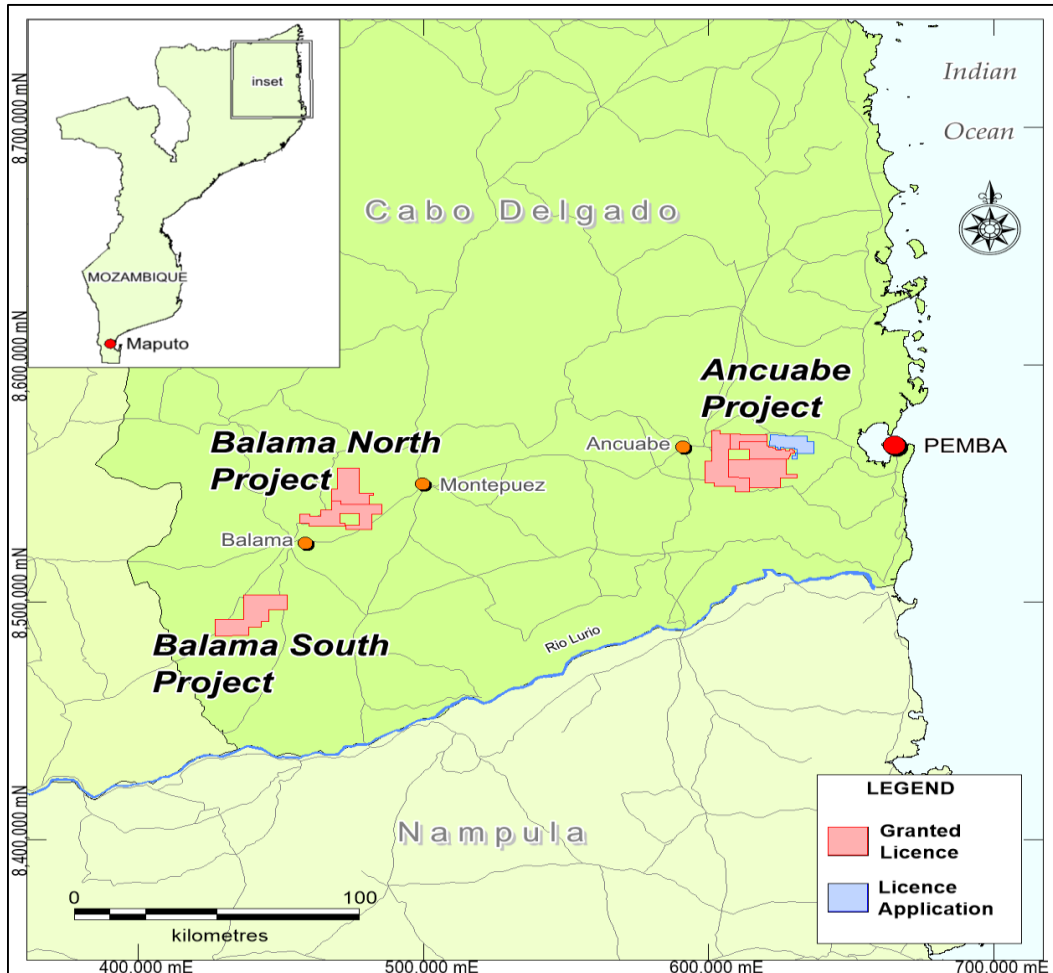 inset
MOZAMBIQUE
Maputo
Indian
Ocean
Cabo Delgado
Ancuabe
Project
Ancuabe
PEMBA
Balama North
Project
Montepuez
Balama
Balama South
Project
Rio Lurio
Nampula
LEGEND
Granted
Licence
Licence
Application
0
100
kilometres
8,700,000 mN
8,600,000 mN
8,500,000 mN
8,400,000 mN
400,000 mE
500,000 mE
600,000 mE
700,000 mE